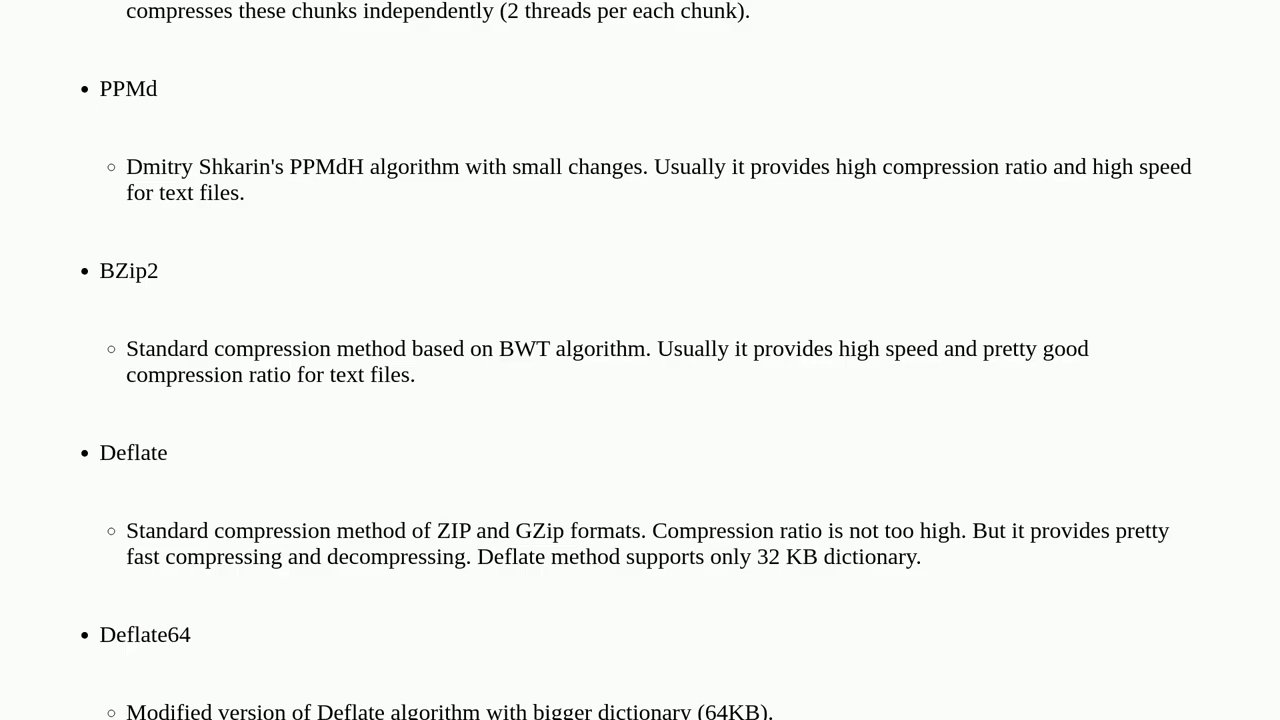 compresses these chunks independently (2 threads per each chunk).
• PPMd
◦ Dmitry Shkarin's PPMdH algorithm with small changes. Usually it provides high compression ratio and high speed
for text files.
• BZip2
◦ Standard compression method based on BWT algorithm. Usually it provides high speed and pretty good
compression ratio for text files.
• Deflate
◦ Standard compression method of ZIP and GZip formats. Compression ratio is not too high. But it provides pretty
fast compressing and decompressing. Deflate method supports only 32 KB dictionary.
• Deflate64
◦ Modified version of Deflate algorithm with bigger dictionary (64KB).